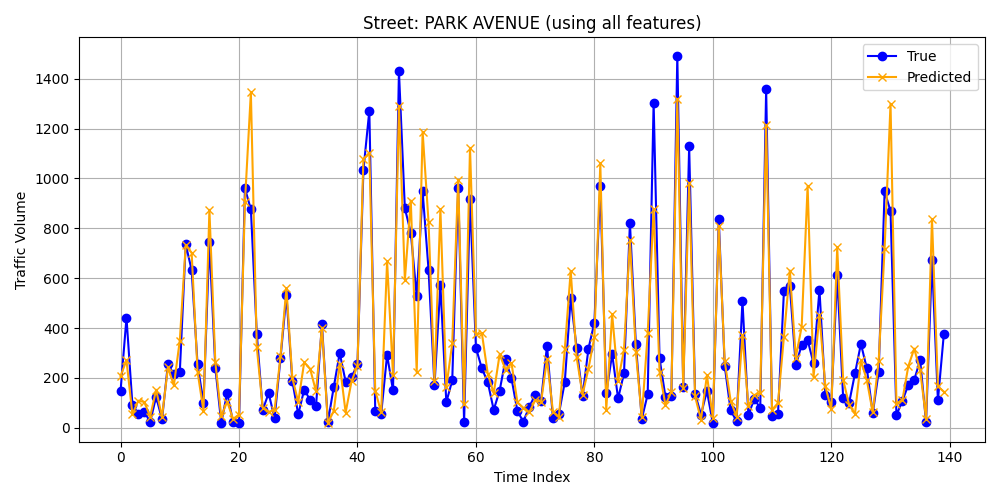 Street: PARK AVENUE (using all features)
True
Predicted
Traffic Volume
1400
1200
1000
800
600
400
200
0
0 20 40 60 80 100 120 140
Time Index